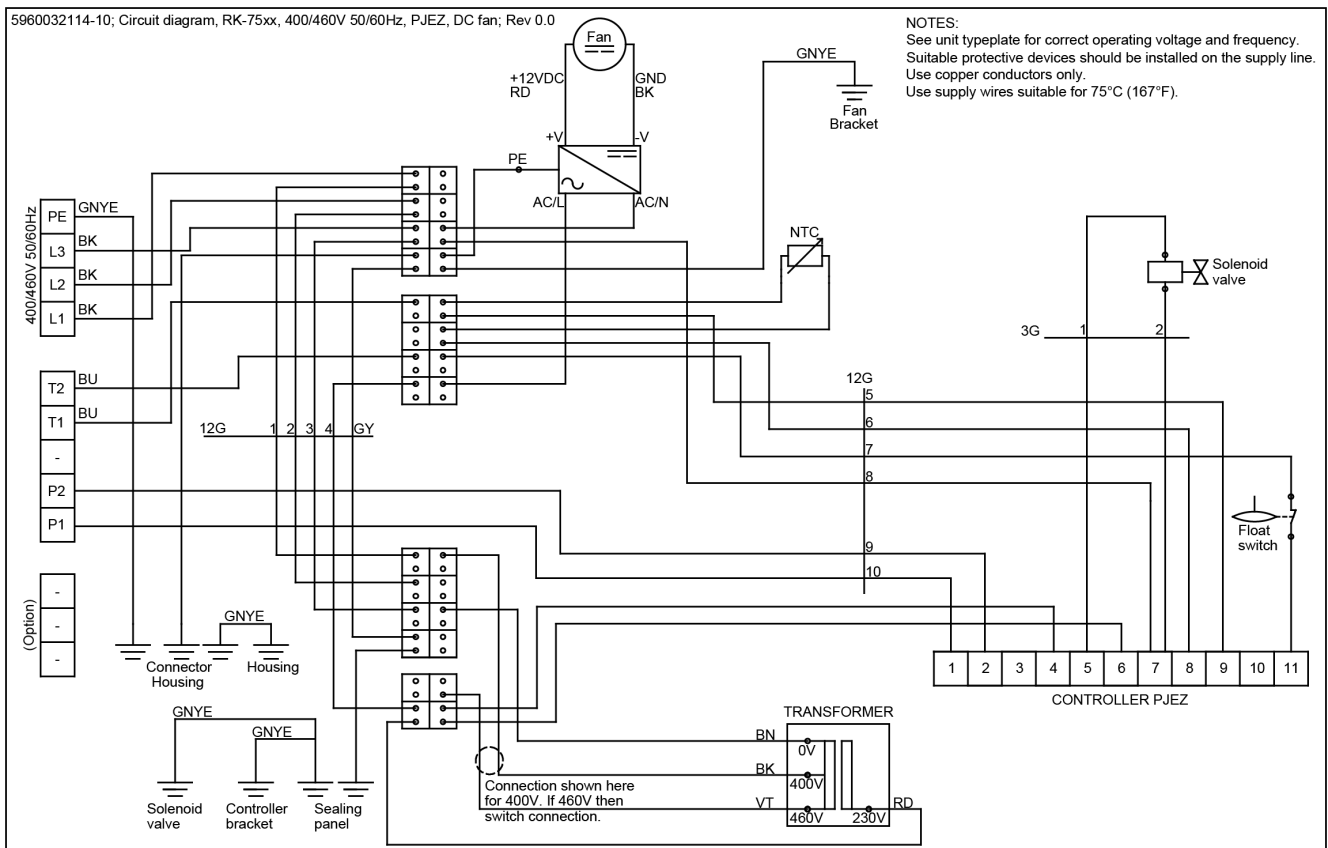 5960032114-10; Circuit diagram, RK-75xx, 400/460V 50/60Hz, PJEZ, DC fan; Rev 0.0
NOTES:
See unit typeplate for correct operating voltage and frequency.
Suitable protective devices should be installed on the supply line.
Use copper conductors only.
Use supply wires suitable for 75°C (167°F).
Fan
+12VDC
RD
GND
BK
+V
-V
PE
AC/L
AC/N
GNYE
Fan
Bracket
400/460V 50/60Hz
PE
GNYE
L3
BK
L2
BK
L1
BK
NTC
Solenoid
valve
3G
1
2
T2
BU
T1
BU
-
P2
P1
12G
1
2
3
4
GY
12G
5
6
7
8
9
10
Float
switch
(Option)
-
-
-
GNYE
Connector
Housing
Housing
1
2
3
4
5
6
7
8
9
10
11
CONTROLLER PJEZ
GNYE
GNYE
Solenoid
valve
Controller
bracket
Sealing
panel
Connection shown here
for 400V. If 460V then
switch connection.
TRANSFORMER
BN
0V
BK
400V
VT
460V
230V
RD